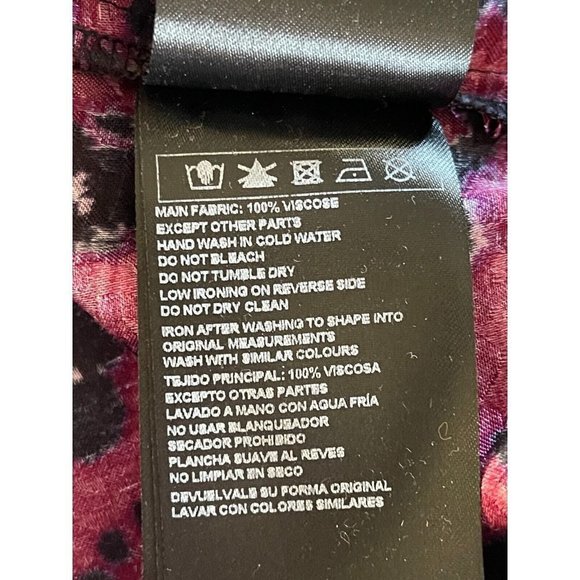 MAIN FABRIC: 100% VISCOSE
EXCEPT OTHER PARTS
HAND WASH IN COLD WATER
DO NOT BLEACH
DO NOT TUMBLE DRY
LOW IRONING ON REVERSE SIDE
DO NOT DRY CLEAN
IRON AFTER WASHING TO SHAPE INTO
ORIGINAL MEASUREMENTS
WASH WITH SIMILAR COLOURS
TEJIDO PRINCIPAL: 100% VISCOSA
EXCEPTO OTRAS PARTES
LAVADO A MANO CON AGUA FRÍA
NO USAR BLANQUEADOR
SECADOR PROHIBIDO
PLANCHA SUAVE AL REVES
NO LIMPIAR EN SECO
DEVUELVALE SU FORMA ORIGINAL
LAVAR CON COLORES SIMILARES